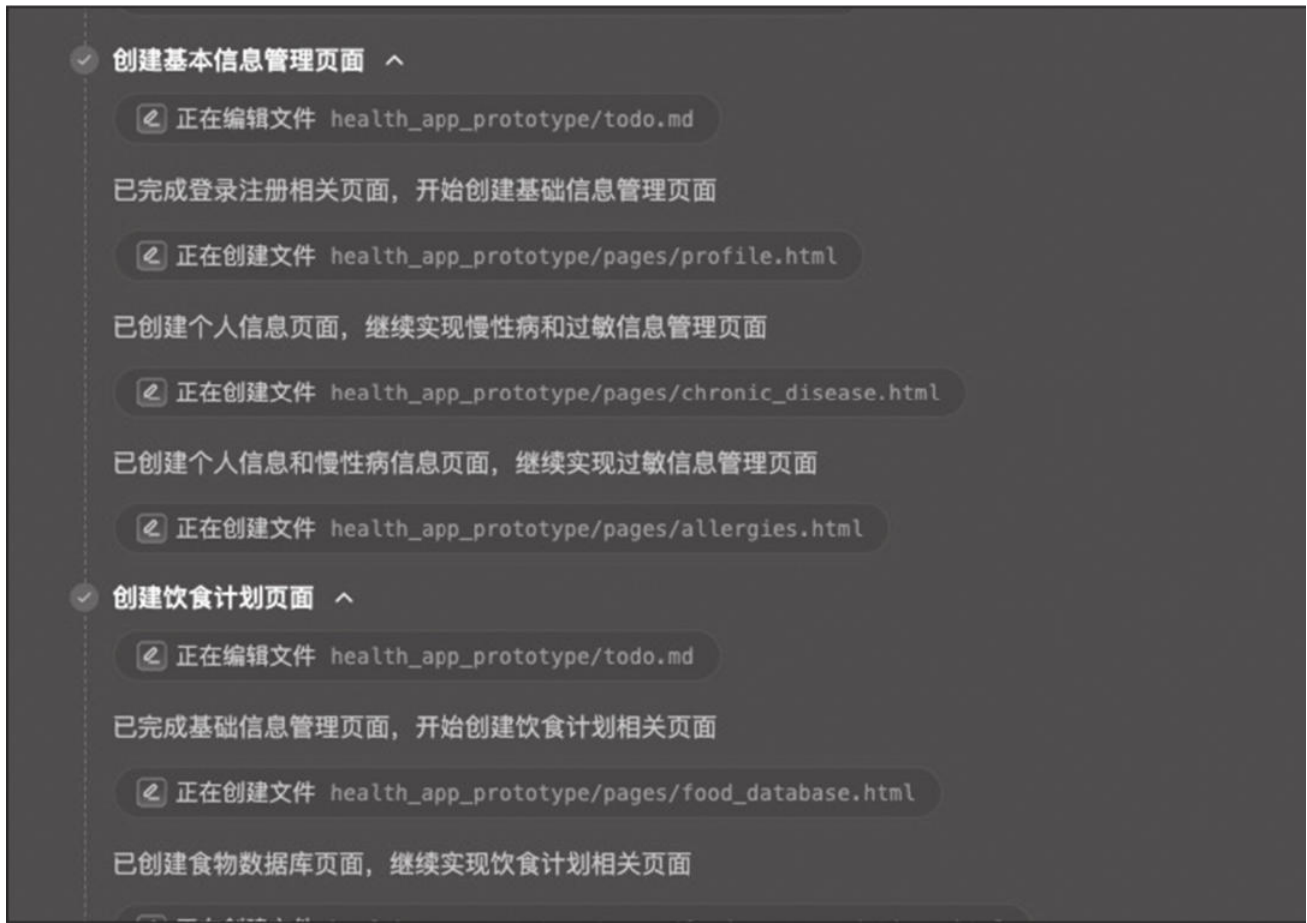 创建基本信息管理页面
正在编辑文件 health_app_prototype/todo.md
已完成登录注册相关页面，开始创建基础信息管理页面
正在创建文件 health_app_prototype/pages/profile.html
已创建个人信息页面，继续实现慢性病和过敏信息管理页面
正在创建文件 health_app_prototype/pages/chronic_disease.html
已创建个人信息和慢性病信息页面，继续实现过敏信息管理页面
正在创建文件 health_app_prototype/pages/allergies.html
创建饮食计划页面
正在编辑文件 health_app_prototype/todo.md
已完成基础信息管理页面，开始创建饮食计划相关页面
正在创建文件 health_app_prototype/pages/food_database.html
已创建食物数据库页面，继续实现饮食计划相关页面